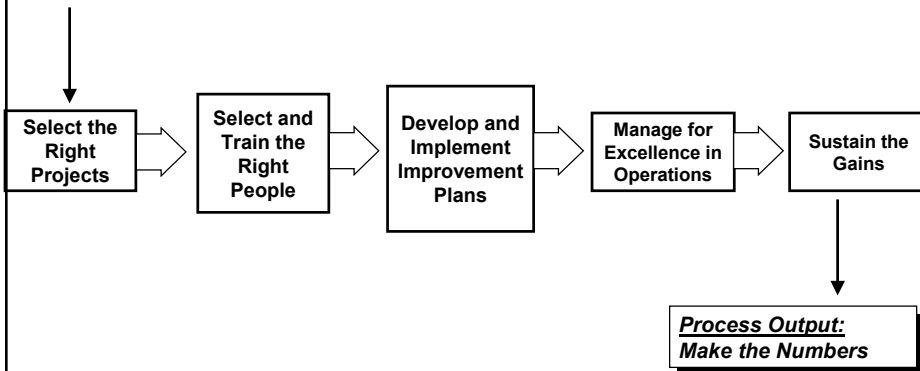 Select the
Right
Projects
Select and
Train the
Right
People
Develop and
Implement
Improvement
Plans
Manage for
Excellence in
Operations
Sustain the
Gains
Process Output:
Make the Numbers